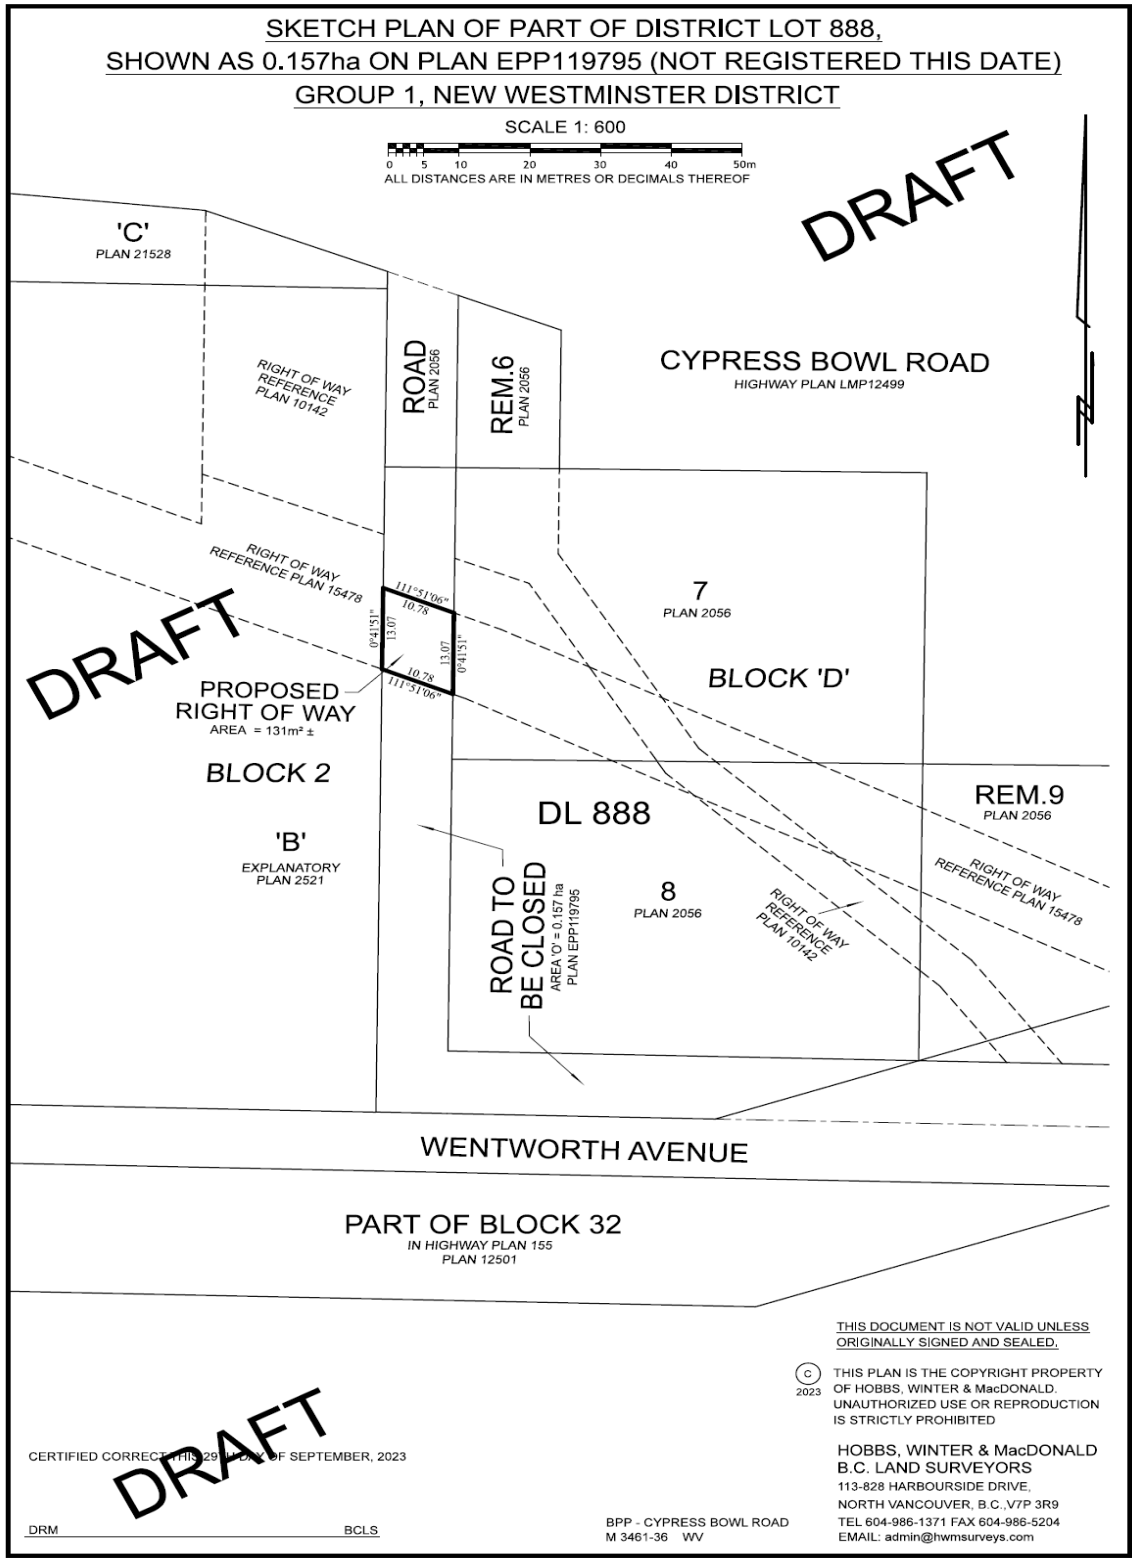 SKETCH PLAN OF PART OF DISTRICT LOT 888,
SHOWN AS 0.157ha ON PLAN EPP119795 (NOT REGISTERED THIS DATE)
GROUP 1, NEW WESTMINSTER DISTRICT
SCALE 1: 600
0 5 10 20 30 40 50m
ALL DISTANCES ARE IN METRES OR DECIMALS THEREOF
DRAFT
'C'
PLAN 21528
RIGHT OF WAY
REFERENCE
PLAN 10142
ROAD
PLAN 2056
REM.6
PLAN 2056
CYPRESS BOWL ROAD
HIGHWAY PLAN LMP12499
RIGHT OF WAY
REFERENCE PLAN 15478
DRAFT
111°51'06"
10.78
0°41'51"
13.07
13.07
0°41'51"
10.78
111°51'06"
7
PLAN 2056
BLOCK 'D'
PROPOSED
RIGHT OF WAY
AREA = 131m² ±
BLOCK 2
'B'
EXPLANATORY
PLAN 2521
DL 888
REM.9
PLAN 2056
ROAD TO
BE CLOSED
AREA 'O' = 0.157 ha
PLAN EPP119795
8
PLAN 2056
RIGHT OF WAY
REFERENCE
PLAN 10142
RIGHT OF WAY
REFERENCE PLAN 15478
WENTWORTH AVENUE
PART OF BLOCK 32
IN HIGHWAY PLAN 155
PLAN 12501
THIS DOCUMENT IS NOT VALID UNLESS
ORIGINALLY SIGNED AND SEALED.
C
2023
THIS PLAN IS THE COPYRIGHT PROPERTY
OF HOBBS, WINTER & MacDONALD.
UNAUTHORIZED USE OR REPRODUCTION
IS STRICTLY PROHIBITED
DRAFT
CERTIFIED CORRECT THIS 29TH DAY OF SEPTEMBER, 2023
HOBBS, WINTER & MacDONALD
B.C. LAND SURVEYORS
113-828 HARBOURSIDE DRIVE,
NORTH VANCOUVER, B.C.,V7P 3R9
TEL 604-986-1371 FAX 604-986-5204
EMAIL: admin@hwmsurveys.com
DRM BCLS
BPP - CYPRESS BOWL ROAD
M 3461-36 WV